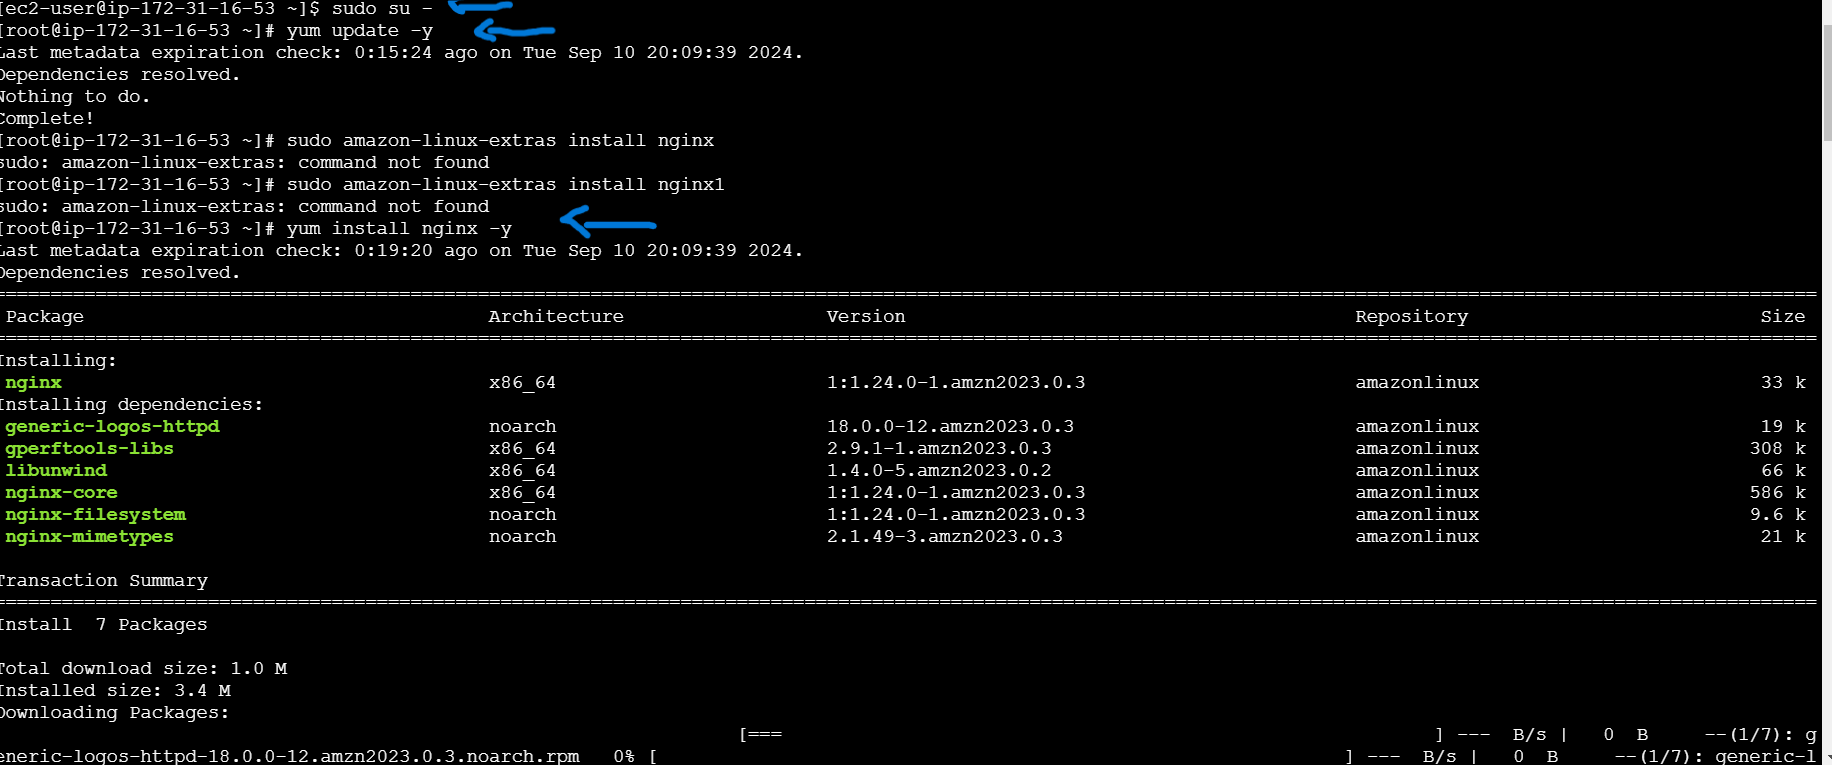 [ec2-user@ip-172-31-16-53 ~]$ sudo su -
[root@ip-172-31-16-53 ~]# yum update -y
Last metadata expiration check: 0:15:24 ago on Tue Sep 10 20:09:39 2024.
Dependencies resolved.
Nothing to do.
Complete!
[root@ip-172-31-16-53 ~]# sudo amazon-linux-extras install nginx
sudo: amazon-linux-extras: command not found
[root@ip-172-31-16-53 ~]# sudo amazon-linux-extras install nginx1
sudo: amazon-linux-extras: command not found
[root@ip-172-31-16-53 ~]# yum install nginx -y
Last metadata expiration check: 0:19:20 ago on Tue Sep 10 20:09:39 2024.
Dependencies resolved.
Package Architecture Version Repository Size
Installing:
nginx x86_64 1:1.24.0-1.amzn2023.0.3 amazonlinux 33 k
Installing dependencies:
generic-logos-httpd noarch 18.0.0-12.amzn2023.0.3 amazonlinux 19 k
gperftools-libs x86_64 2.9.1-1.amzn2023.0.3 amazonlinux 308 k
libunwind x86_64 1.4.0-5.amzn2023.0.2 amazonlinux 66 k
nginx-core x86_64 1:1.24.0-1.amzn2023.0.3 amazonlinux 586 k
nginx-filesystem noarch 1:1.24.0-1.amzn2023.0.3 amazonlinux 9.6 k
nginx-mimetypes noarch 2.1.49-3.amzn2023.0.3 amazonlinux 21 k
Transaction Summary
Install 7 Packages
Total download size: 1.0 M
Installed size: 3.4 M
Downloading Packages:
[=== ] --- B/s | 0 B --(1/7): g
eneric-logos-httpd-18.0.0-12.amzn2023.0.3.noarch.rpm 0% [ ] --- B/s | 0 B --(1/7): generic-l